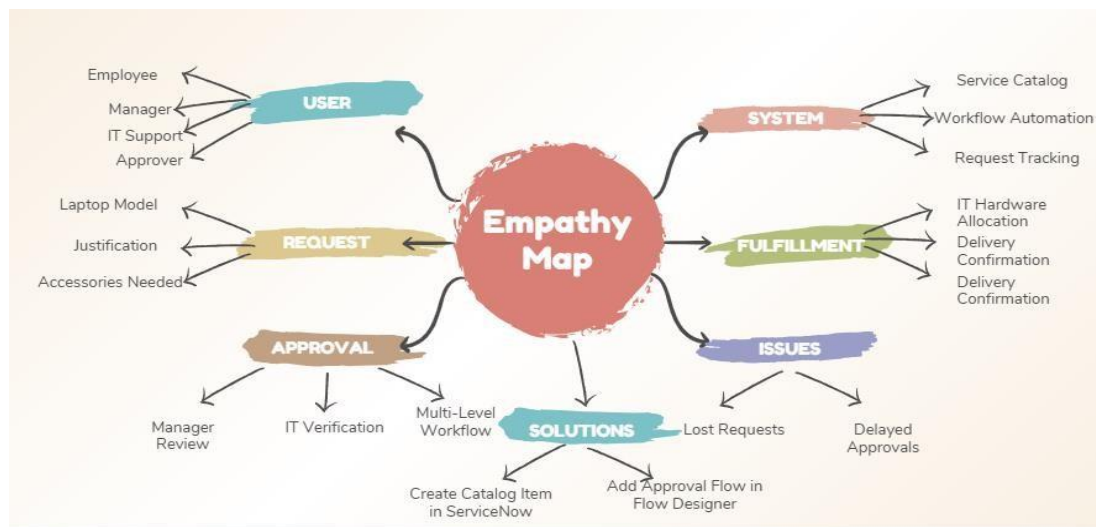 Employee
Manager
IT Support
Approver
USER
Laptop Model
Justification
Accessories Needed
REQUEST
APPROVAL
Manager
Review
IT Verification
Multi-Level
Workflow
Empathy
Map
SYSTEM
Service Catalog
Workflow Automation
Request Tracking
FULFILLMENT
IT Hardware
Allocation
Delivery
Confirmation
Delivery
Confirmation
ISSUES
Lost Requests
Delayed
Approvals
SOLUTIONS
Create Catalog Item
in ServiceNow
Add Approval Flow in
Flow Designer